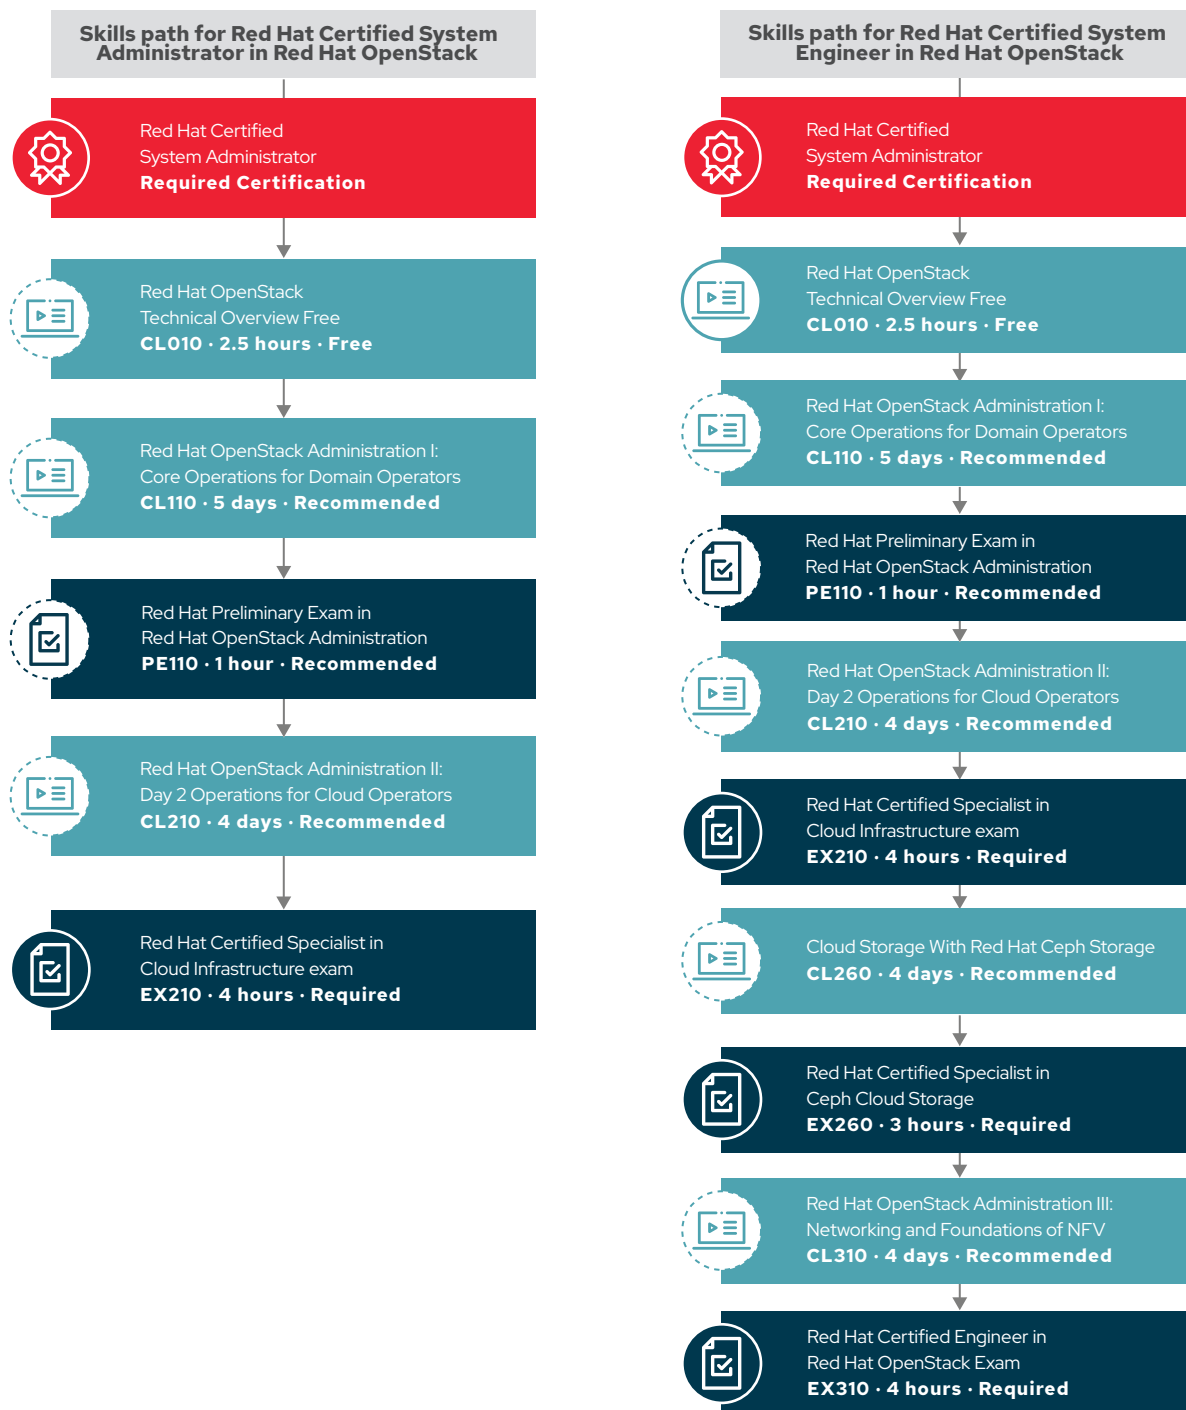 Skills path for Red Hat Certified System
Administrator in Red Hat OpenStack
Red Hat Certified
System Administrator
Required Certification
Red Hat OpenStack
Technical Overview Free
CL010 · 2.5 hours · Free
Red Hat OpenStack Administration I:
Core Operations for Domain Operators
CL110 · 5 days · Recommended
Red Hat Preliminary Exam in
Red Hat OpenStack Administration
PE110 · 1 hour · Recommended
Red Hat OpenStack Administration II:
Day 2 Operations for Cloud Operators
CL210 · 4 days · Recommended
Red Hat Certified Specialist in
Cloud Infrastructure exam
EX210 · 4 hours · Required
Skills path for Red Hat Certified System
Engineer in Red Hat OpenStack
Red Hat Certified
System Administrator
Required Certification
Red Hat OpenStack
Technical Overview Free
CL010 · 2.5 hours · Free
Red Hat OpenStack Administration I:
Core Operations for Domain Operators
CL110 · 5 days · Recommended
Red Hat Preliminary Exam in
Red Hat OpenStack Administration
PE110 · 1 hour · Recommended
Red Hat OpenStack Administration II:
Day 2 Operations for Cloud Operators
CL210 · 4 days · Recommended
Red Hat Certified Specialist in
Cloud Infrastructure exam
EX210 · 4 hours · Required
Cloud Storage With Red Hat Ceph Storage
CL260 · 4 days · Recommended
Red Hat Certified Specialist in
Ceph Cloud Storage
EX260 · 3 hours · Required
Red Hat OpenStack Administration III:
Networking and Foundations of NFV
CL310 · 4 days · Recommended
Red Hat Certified Engineer in
Red Hat OpenStack Exam
EX310 · 4 hours · Required